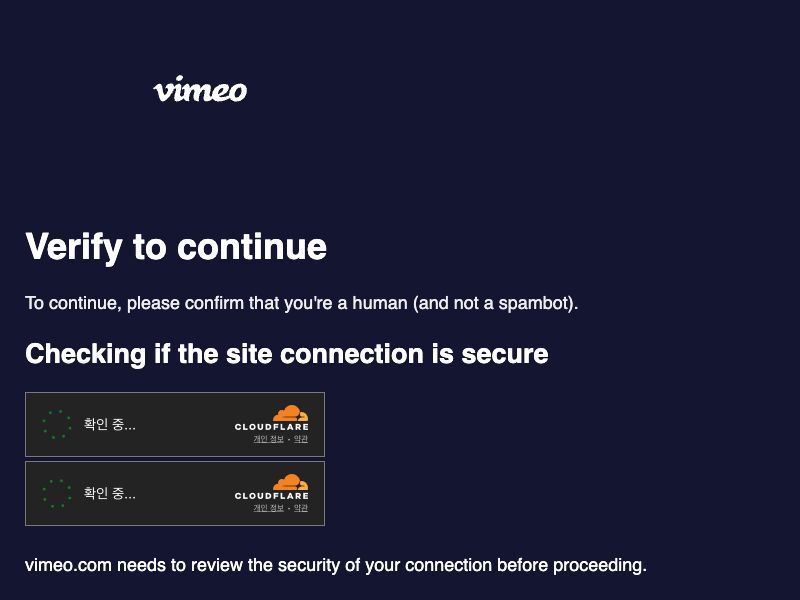 vimeo
Verify to continue
To continue, please confirm that you're a human (and not a spambot).
Checking if the site connection is secure
확인 중...
CLOUDFLARE
개인 정보 • 약관
확인 중...
CLOUDFLARE
개인 정보 • 약관
vimeo.com needs to review the security of your connection before proceeding.